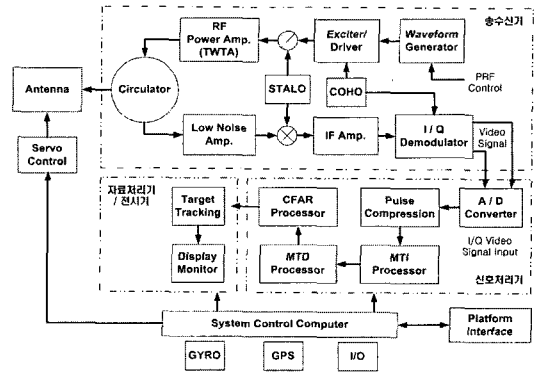 송수신기
RF
Power Amp.
(TWTA)
Exciter/
Driver
Waveform
Generator
Antenna
Circulator
STALO
COHO
PRF
Control
Servo
Control
Low Noise
Amp.
IF Amp.
I / Q
Demodulator
Video
Signal
자료처리기
/ 전시기
Target
Tracking
CFAR
Processor
Pulse
Compression
A / D
Converter
I/Q Video
Signal Input
Display
Monitor
MTD
Processor
MTI
Processor
신호처리기
System Control Computer
Platform
Interface
GYRO
GPS
I/O